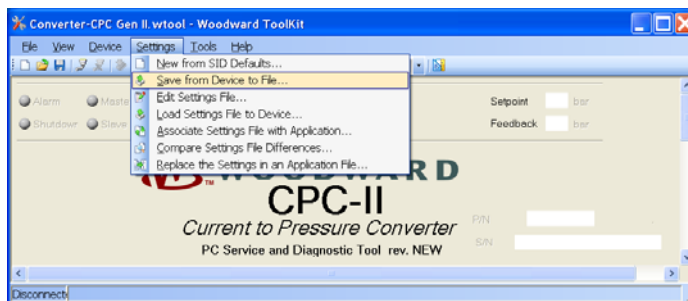 Converter-CPC Gen II.wtool - Woodward ToolKit
File View Device Settings Tools Help
New from SID Defaults...
Save from Device to File...
Edit Settings File...
Load Settings File to Device...
Associate Settings File with Application...
Compare Settings File Differences...
Replace the Settings in an Application File...
Alarm
Setpoint bar
Shutdown Slave
Feedback bar
WOODWARD
CPC-II
Current to Pressure Converter
PC Service and Diagnostic Tool rev. NEW
P/N
S/N